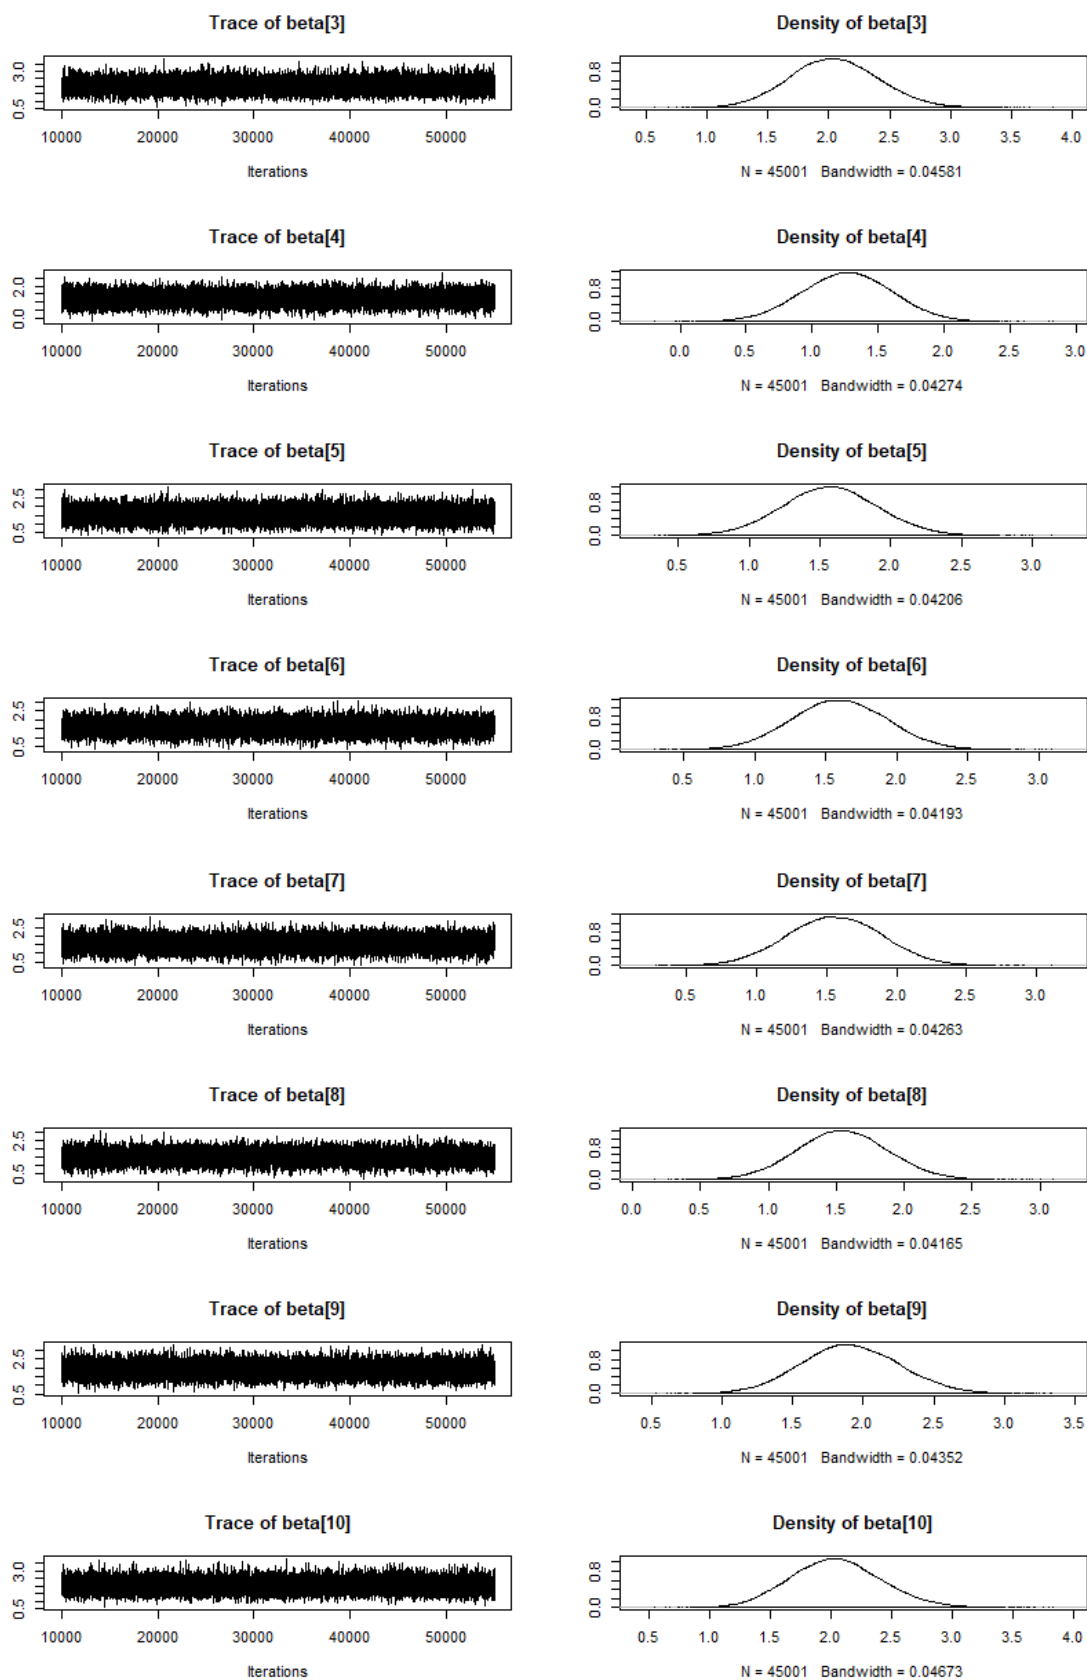 Trace of beta[3]
Density of beta[3]
0.5 3.0
0.0 0.8
10000 20000 30000 40000 50000
0.5 1.0 1.5 2.0 2.5 3.0 3.5 4.0
Iterations
N = 45001 Bandwidth = 0.04581
Trace of beta[4]
Density of beta[4]
0.0 2.0
0.0 0.8
10000 20000 30000 40000 50000
0.0 0.5 1.0 1.5 2.0 2.5 3.0
Iterations
N = 45001 Bandwidth = 0.04274
Trace of beta[5]
Density of beta[5]
0.5 2.5
0.0 0.8
10000 20000 30000 40000 50000
0.5 1.0 1.5 2.0 2.5 3.0
Iterations
N = 45001 Bandwidth = 0.04206
Trace of beta[6]
Density of beta[6]
0.5 2.5
0.0 0.8
10000 20000 30000 40000 50000
0.5 1.0 1.5 2.0 2.5 3.0
Iterations
N = 45001 Bandwidth = 0.04193
Trace of beta[7]
Density of beta[7]
0.5 2.5
0.0 0.8
10000 20000 30000 40000 50000
0.5 1.0 1.5 2.0 2.5 3.0
Iterations
N = 45001 Bandwidth = 0.04263
Trace of beta[8]
Density of beta[8]
0.5 2.5
0.0 0.8
10000 20000 30000 40000 50000
0.0 0.5 1.0 1.5 2.0 2.5 3.0
Iterations
N = 45001 Bandwidth = 0.04165
Trace of beta[9]
Density of beta[9]
0.5 2.5
0.0 0.8
10000 20000 30000 40000 50000
0.5 1.0 1.5 2.0 2.5 3.0 3.5
Iterations
N = 45001 Bandwidth = 0.04352
Trace of beta[10]
Density of beta[10]
0.5 3.0
0.0 0.8
10000 20000 30000 40000 50000
0.5 1.0 1.5 2.0 2.5 3.0 3.5 4.0
Iterations
N = 45001 Bandwidth = 0.04673